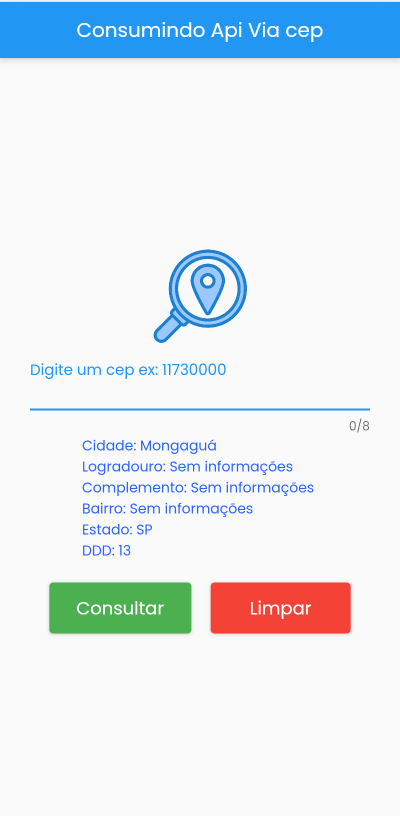 Consumindo Api Via cep
Digite um cep ex: 11730000
0/8
Cidade: Mongaguá
Logradouro: Sem informações
Complemento: Sem informações
Bairro: Sem informações
Estado: SP
DDD: 13
Consultar
Limpar